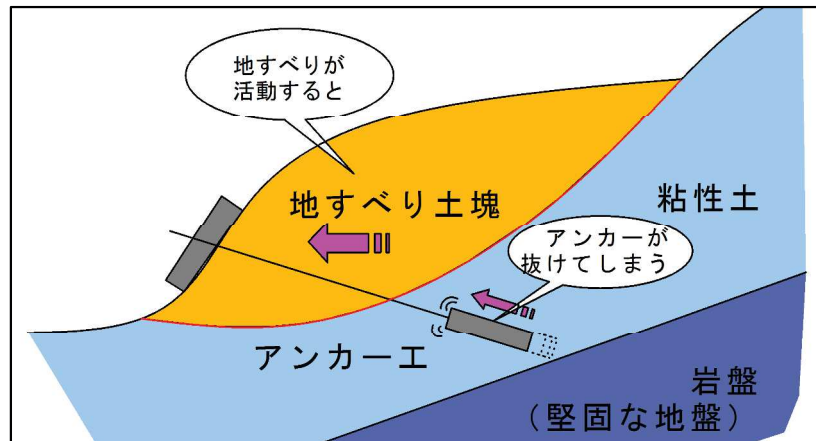 地すべりが
活動すると
地すべり土塊
粘性土
アンカーが
抜けてしまう
アンカー工
岩盤
(堅固な地盤)